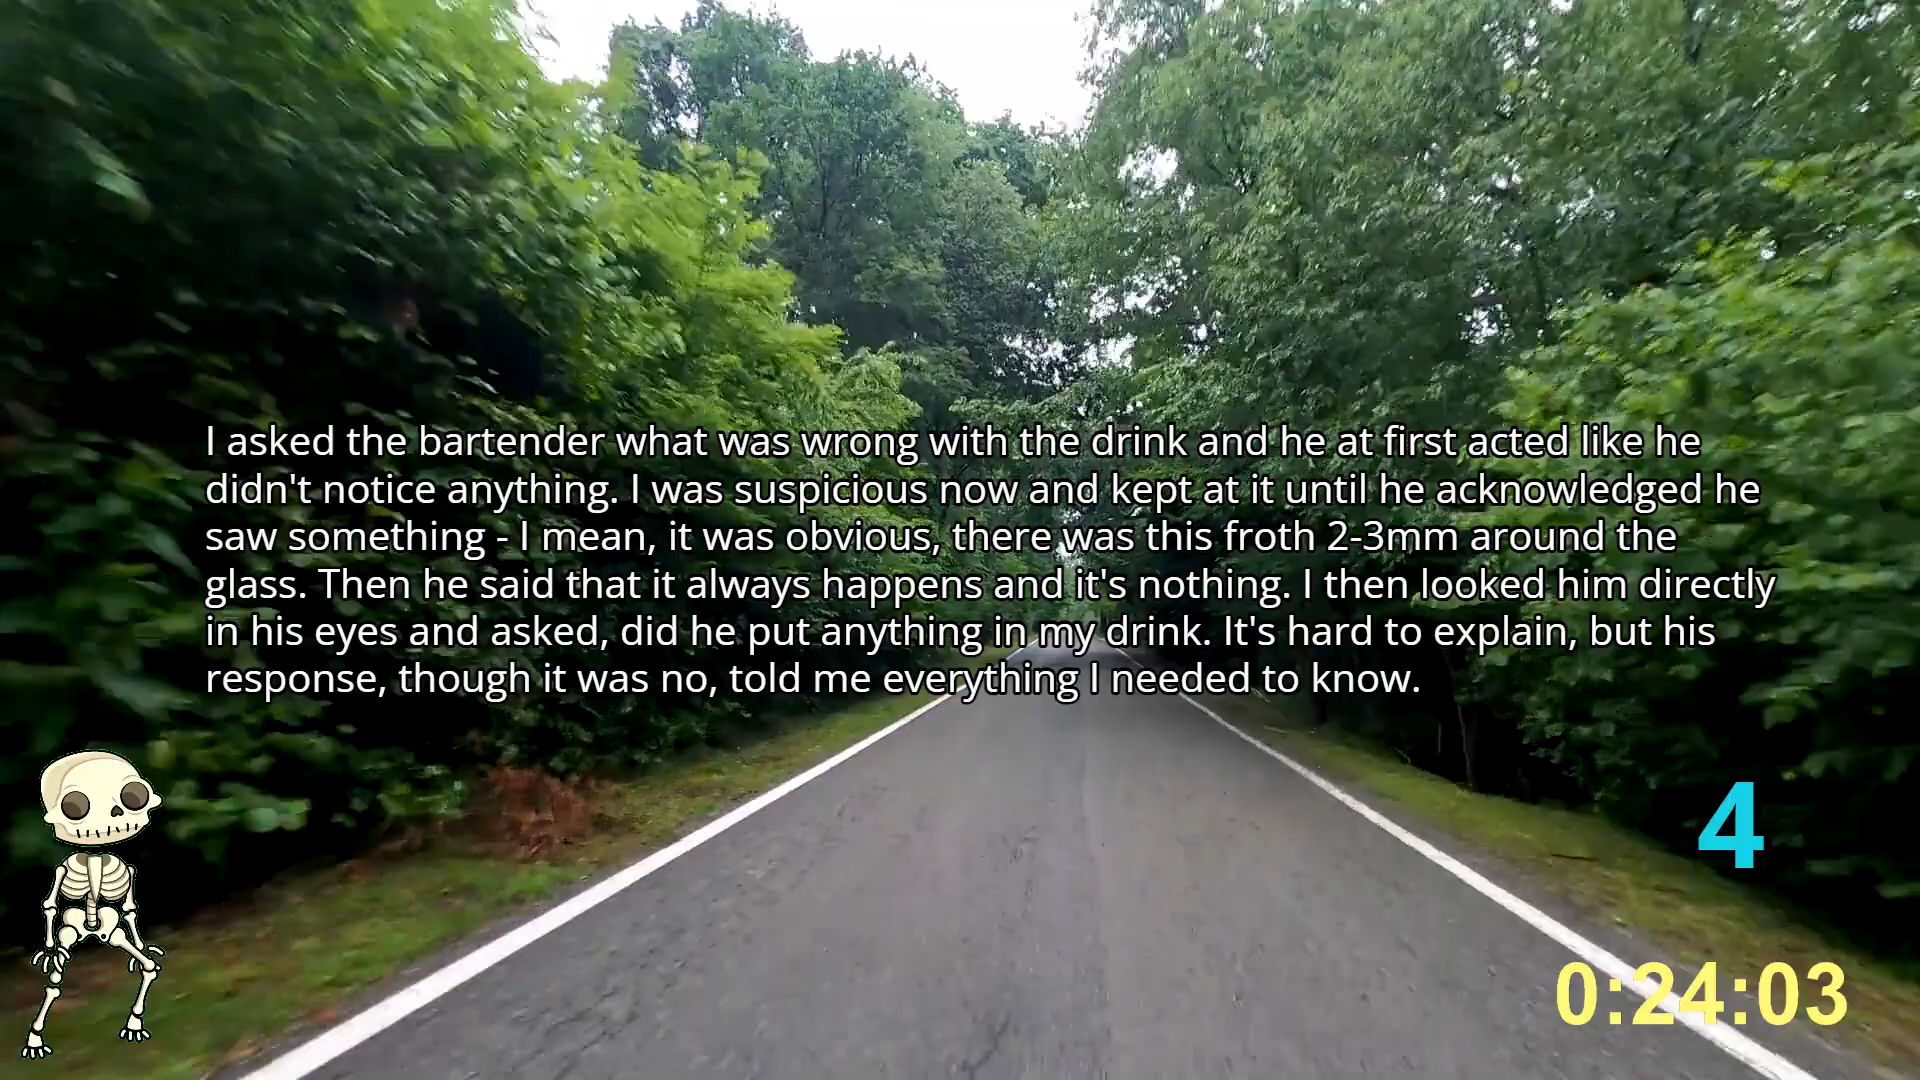 I asked the bartender what was wrong with the drink and he at first acted like he
didn't notice anything. I was suspicious now and kept at it until he acknowledged he
saw something - I mean, it was obvious, there was this froth 2-3mm around the
glass. Then he said that it always happens and it's nothing. I then looked him directly
in his eyes and asked, did he put anything in my drink. It's hard to explain, but his
response, though it was no, told me everything I needed to know.
4
0:24:03